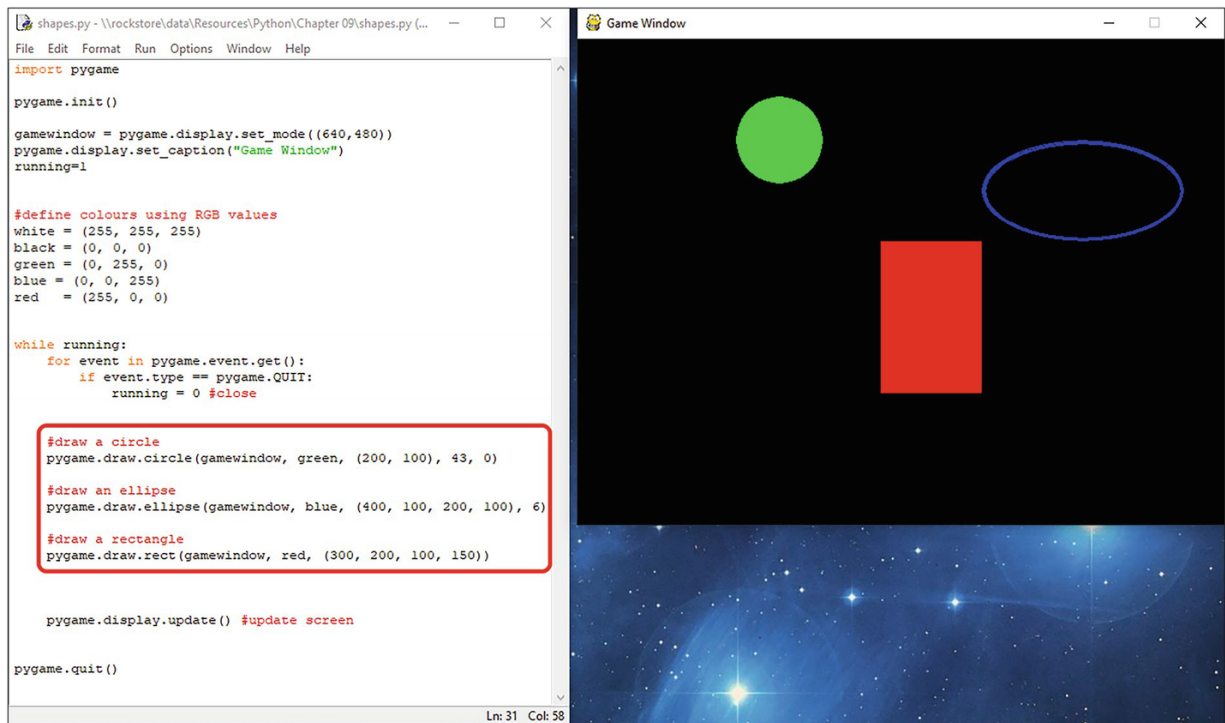 shapes.py - \\rockstore\data\Resources\Python\Chapter 09\shapes.py (...
File Edit Format Run Options Window Help
import pygame
pygame.init()
gamewindow = pygame.display.set_mode((640,480))
pygame.display.set_caption("Game Window")
running=1
#define colours using RGB values
white = (255, 255, 255)
black = (0, 0, 0)
green = (0, 255, 0)
blue = (0, 0, 255)
red   = (255, 0, 0)
while running:
    for event in pygame.event.get():
        if event.type == pygame.QUIT:
            running = 0 #close
    #draw a circle
    pygame.draw.circle(gamewindow, green, (200, 100), 43, 0)
    #draw an ellipse
    pygame.draw.ellipse(gamewindow, blue, (400, 100, 200, 100), 6)
    #draw a rectangle
    pygame.draw.rect(gamewindow, red, (300, 200, 100, 150))
    pygame.display.update() #update screen
pygame.quit()
Ln: 31 Col: 58
Game Window